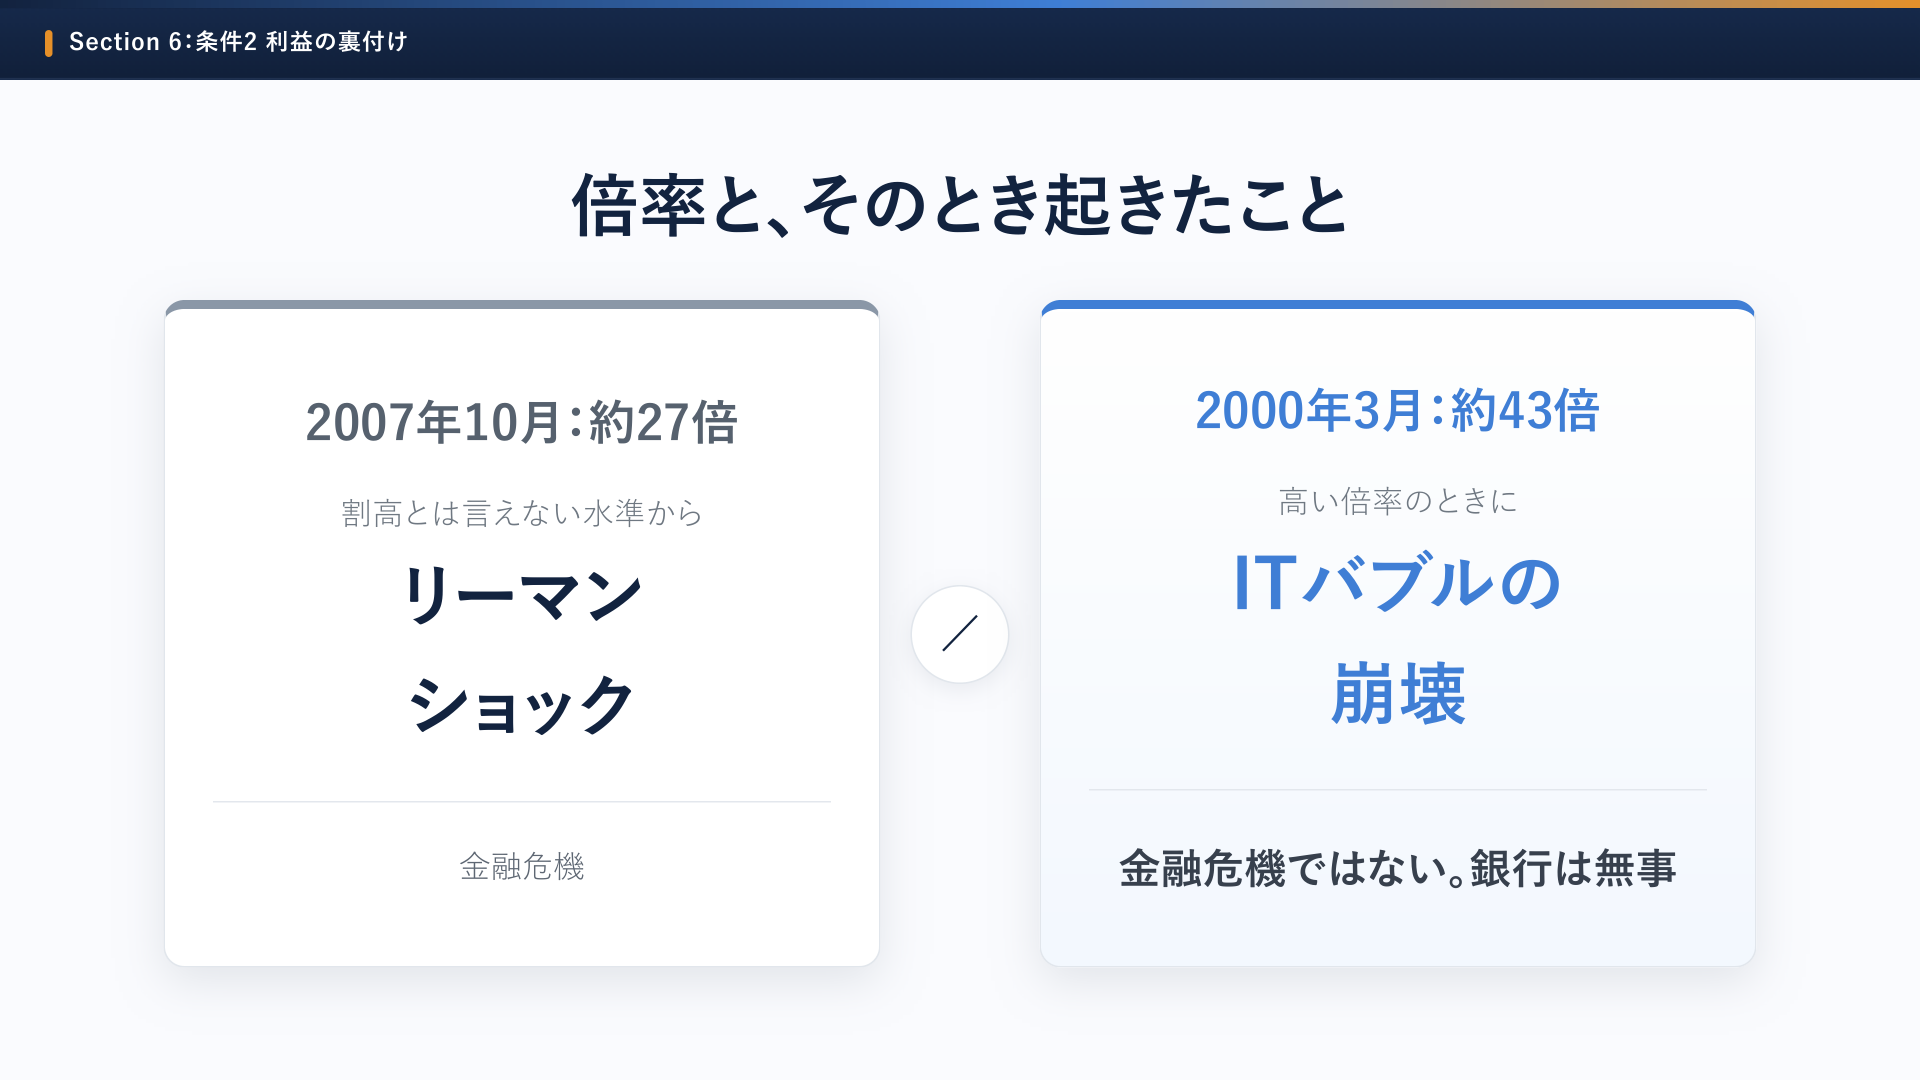 Section 6：条件2 利益の裏付け
倍率と、そのとき起きたこと
2007年10月：約27倍
割高とは言えない水準から
リーマン
ショック
金融危機
／
2000年3月：約43倍
高い倍率のときに
ITバブルの
崩壊
金融危機ではない。銀行は無事